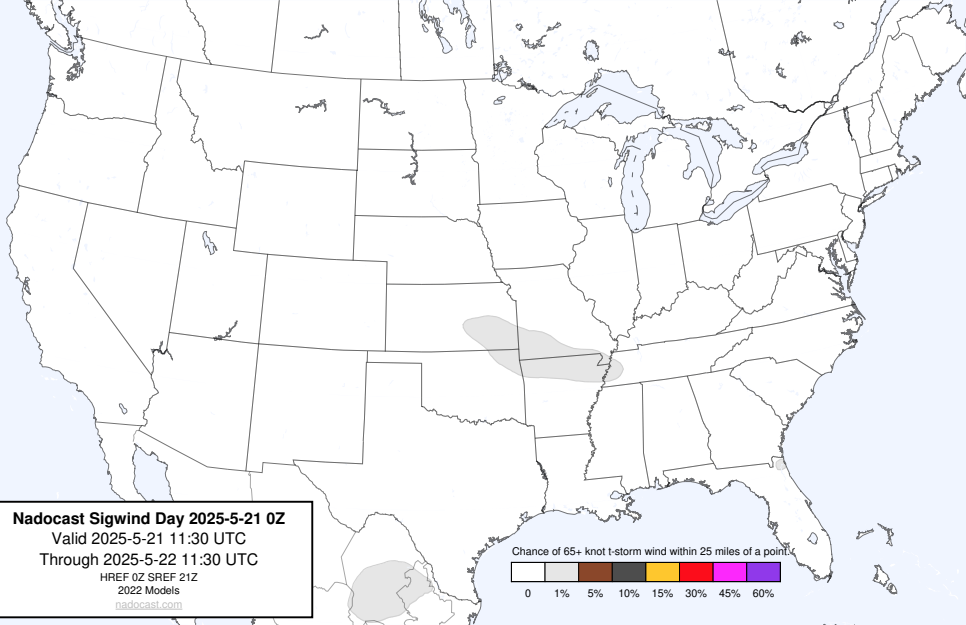 Nadocast Sigwind Day 2025-5-21 0Z
Valid 2025-5-21 11:30 UTC
Through 2025-5-22 11:30 UTC
HREF 0Z SREF 21Z
2022 Models
nadocast.com
Chance of 65+ knot t-storm wind within 25 miles of a point.
0 1% 5% 10% 15% 30% 45% 60%